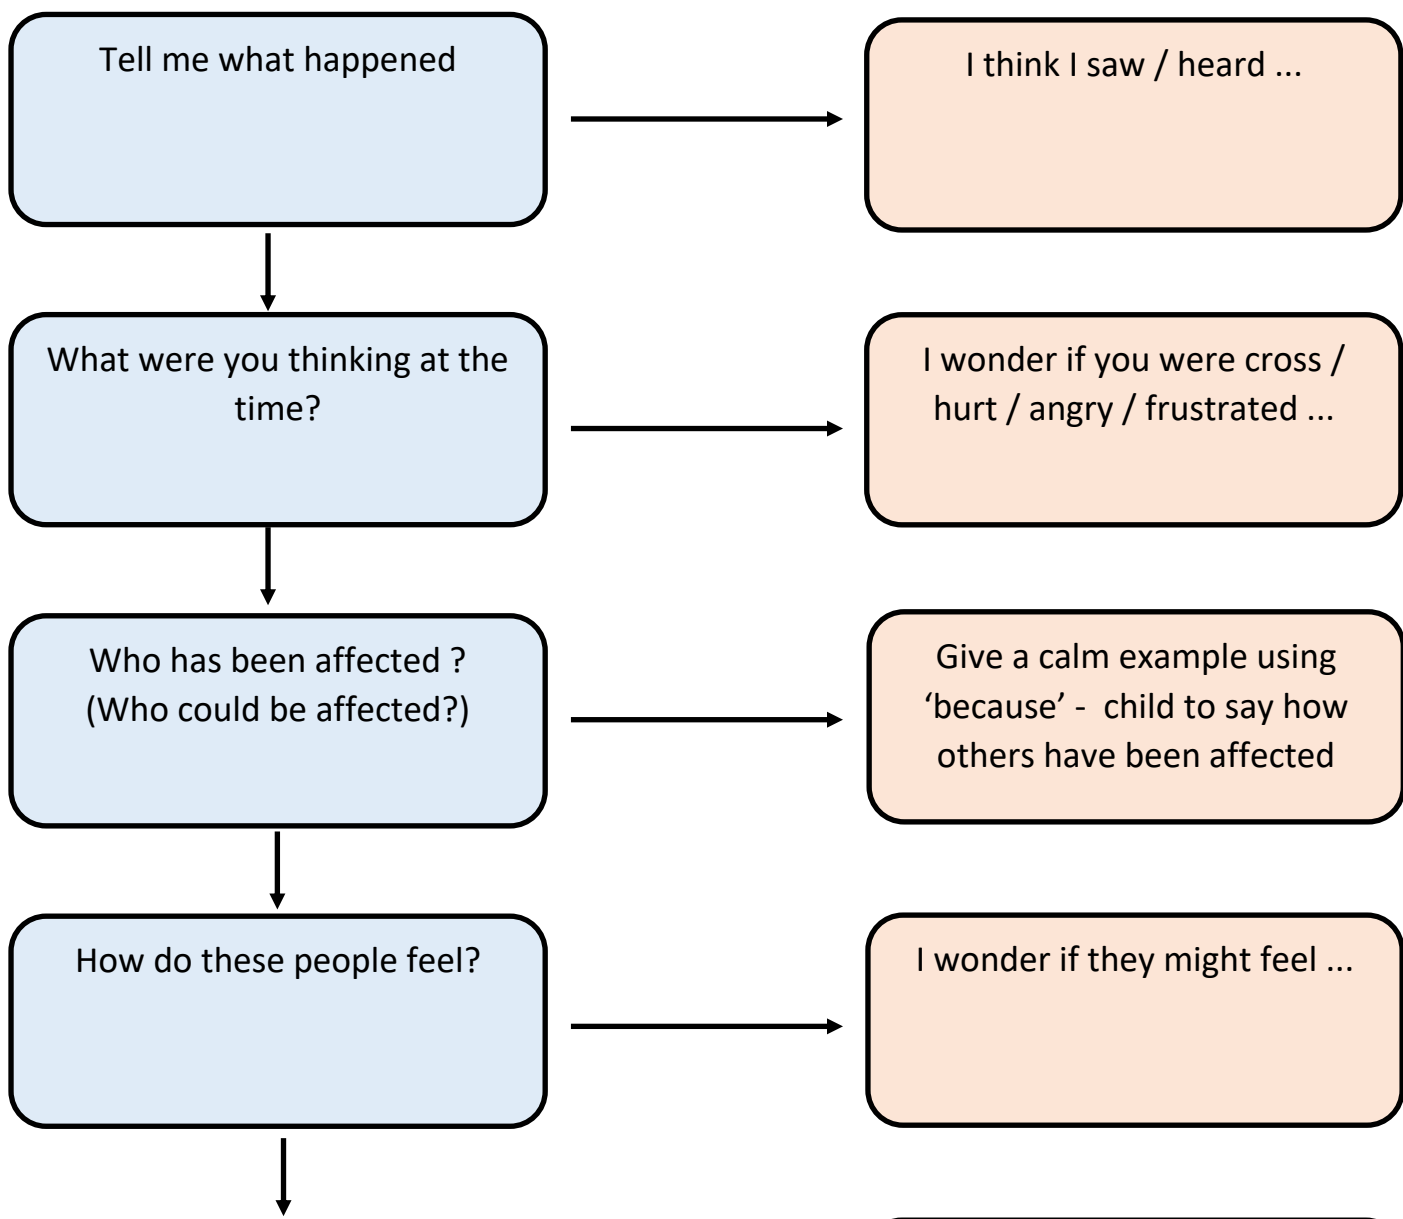 Tell me what happened
I think I saw / heard ...
What were you thinking at the
time?
I wonder if you were cross /
hurt / angry / frustrated ...
Who has been affected ?
(Who could be affected?)
Give a calm example using
‘because’ -  child to say how
others have been affected
How do these people feel?
I wonder if they might feel ...